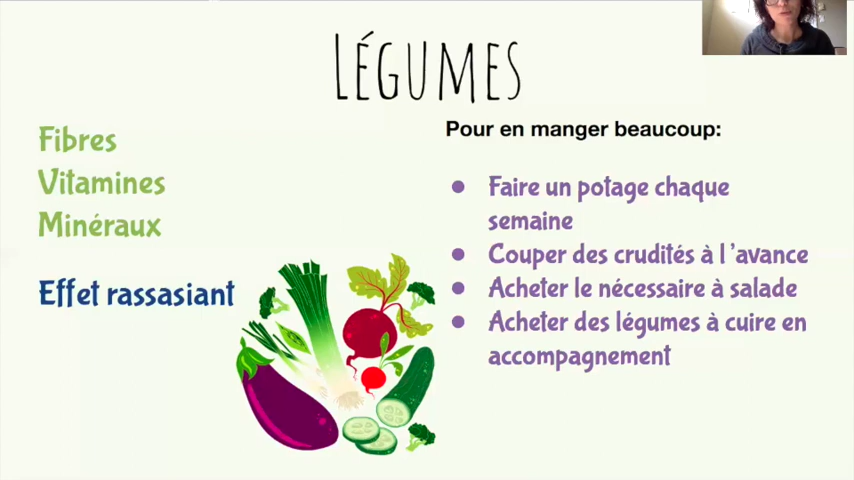 LÉGUMES
Fibres
Vitamines
Minéraux
Effet rassasiant
Pour en manger beaucoup:
● Faire un potage chaque
semaine
● Couper des crudités à l'avance
● Acheter le nécessaire à salade
● Acheter des légumes à cuire en
accompagnement